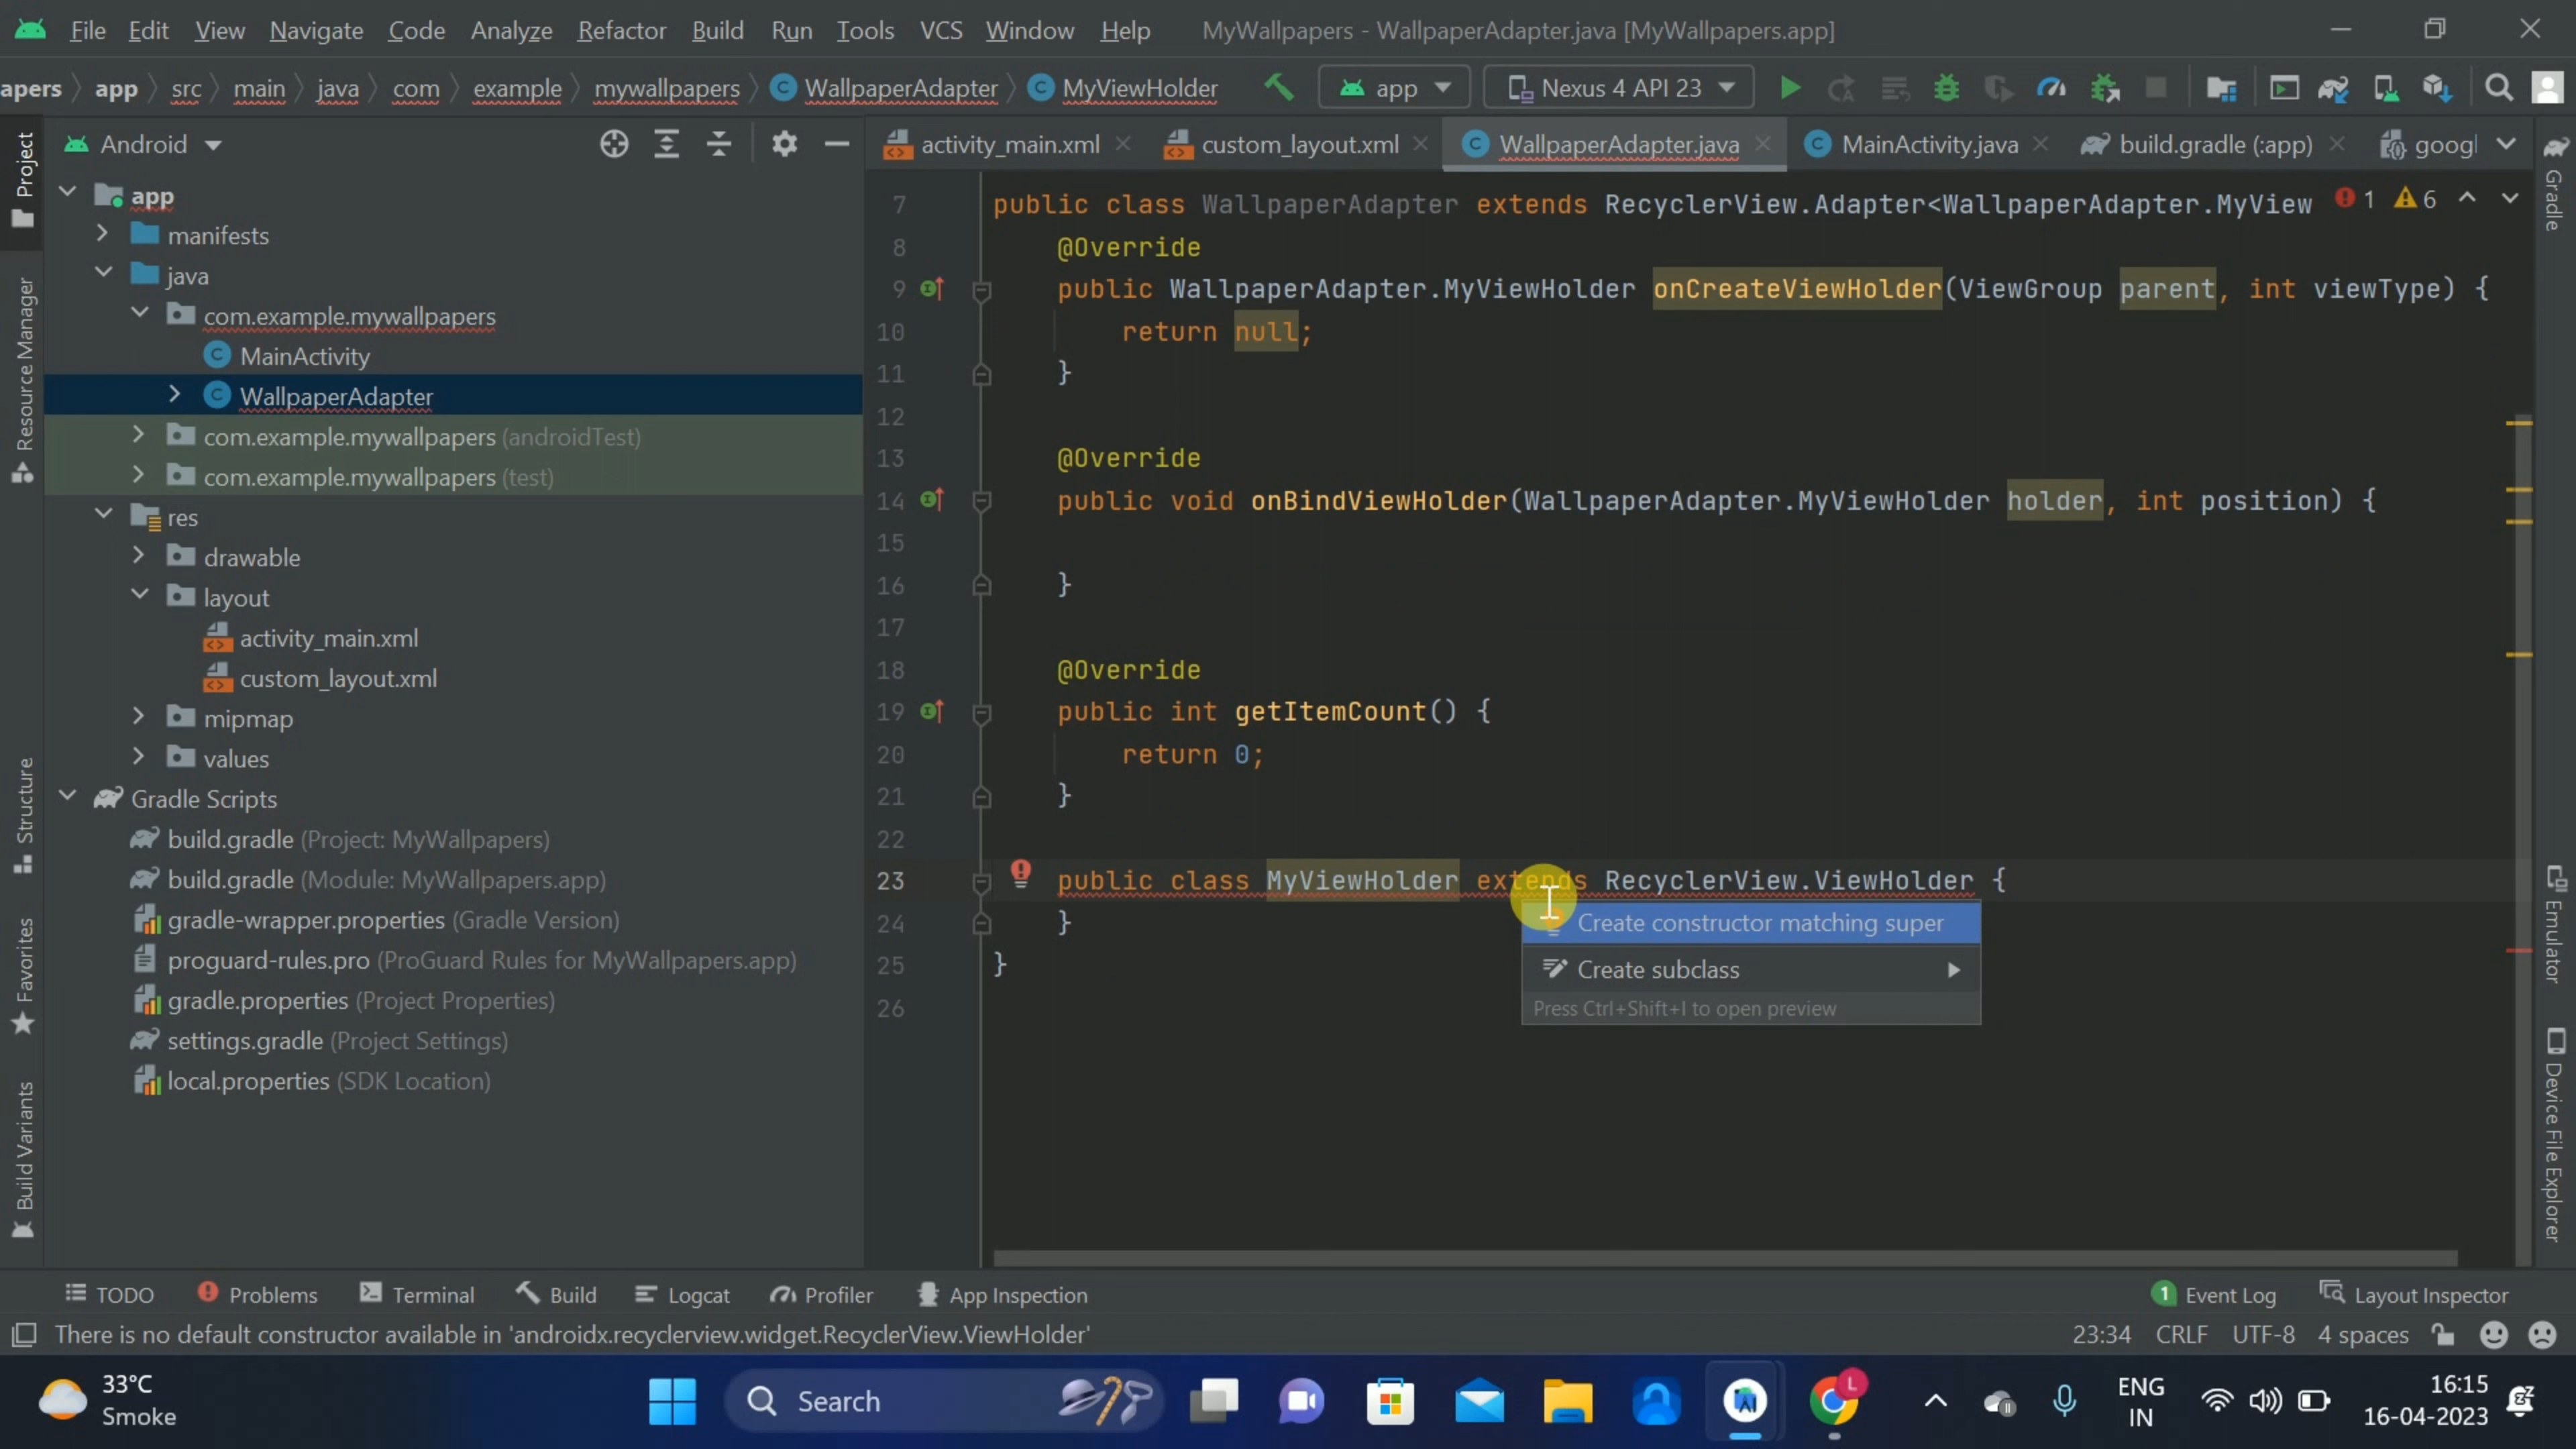 File Edit View Navigate Code Analyze Refactor Build Run Tools VCS Window Help MyWallpapers - WallpaperAdapter.java [MyWallpapers.app]
apers app src main java com example mywallpapers WallpaperAdapter MyViewHolder app Nexus 4 API 23
Android
activity_main.xml custom_layout.xml WallpaperAdapter.java MainActivity.java build.gradle (:app) googl
Project
Resource Manager
Structure
Favorites
Build Variants
app
manifests
java
com.example.mywallpapers
MainActivity
WallpaperAdapter
com.example.mywallpapers (androidTest)
com.example.mywallpapers (test)
res
drawable
layout
activity_main.xml
custom_layout.xml
mipmap
values
Gradle Scripts
build.gradle (Project: MyWallpapers)
build.gradle (Module: MyWallpapers.app)
gradle-wrapper.properties (Gradle Version)
proguard-rules.pro (ProGuard Rules for MyWallpapers.app)
gradle.properties (Project Properties)
settings.gradle (Project Settings)
local.properties (SDK Location)
7 public class WallpaperAdapter extends RecyclerView.Adapter<WallpaperAdapter.MyView 1 6
8 @Override
9 public WallpaperAdapter.MyViewHolder onCreateViewHolder(ViewGroup parent, int viewType) {
10 return null;
11 }
12
13 @Override
14 public void onBindViewHolder(WallpaperAdapter.MyViewHolder holder, int position) {
15
16 }
17
18 @Override
19 public int getItemCount() {
20 return 0;
21 }
22
23 public class MyViewHolder extends RecyclerView.ViewHolder {
24 }
25 }
26
Create constructor matching super
Create subclass
Press Ctrl+Shift+I to open preview
Gradle
Emulator
Device File Explorer
TODO Problems Terminal Build Logcat Profiler App Inspection 1 Event Log Layout Inspector
There is no default constructor available in 'androidx.recyclerview.widget.RecyclerView.ViewHolder' 23:34 CRLF UTF-8 4 spaces
33°C
Smoke
Search
L
ENG
IN
16:15
16-04-2023